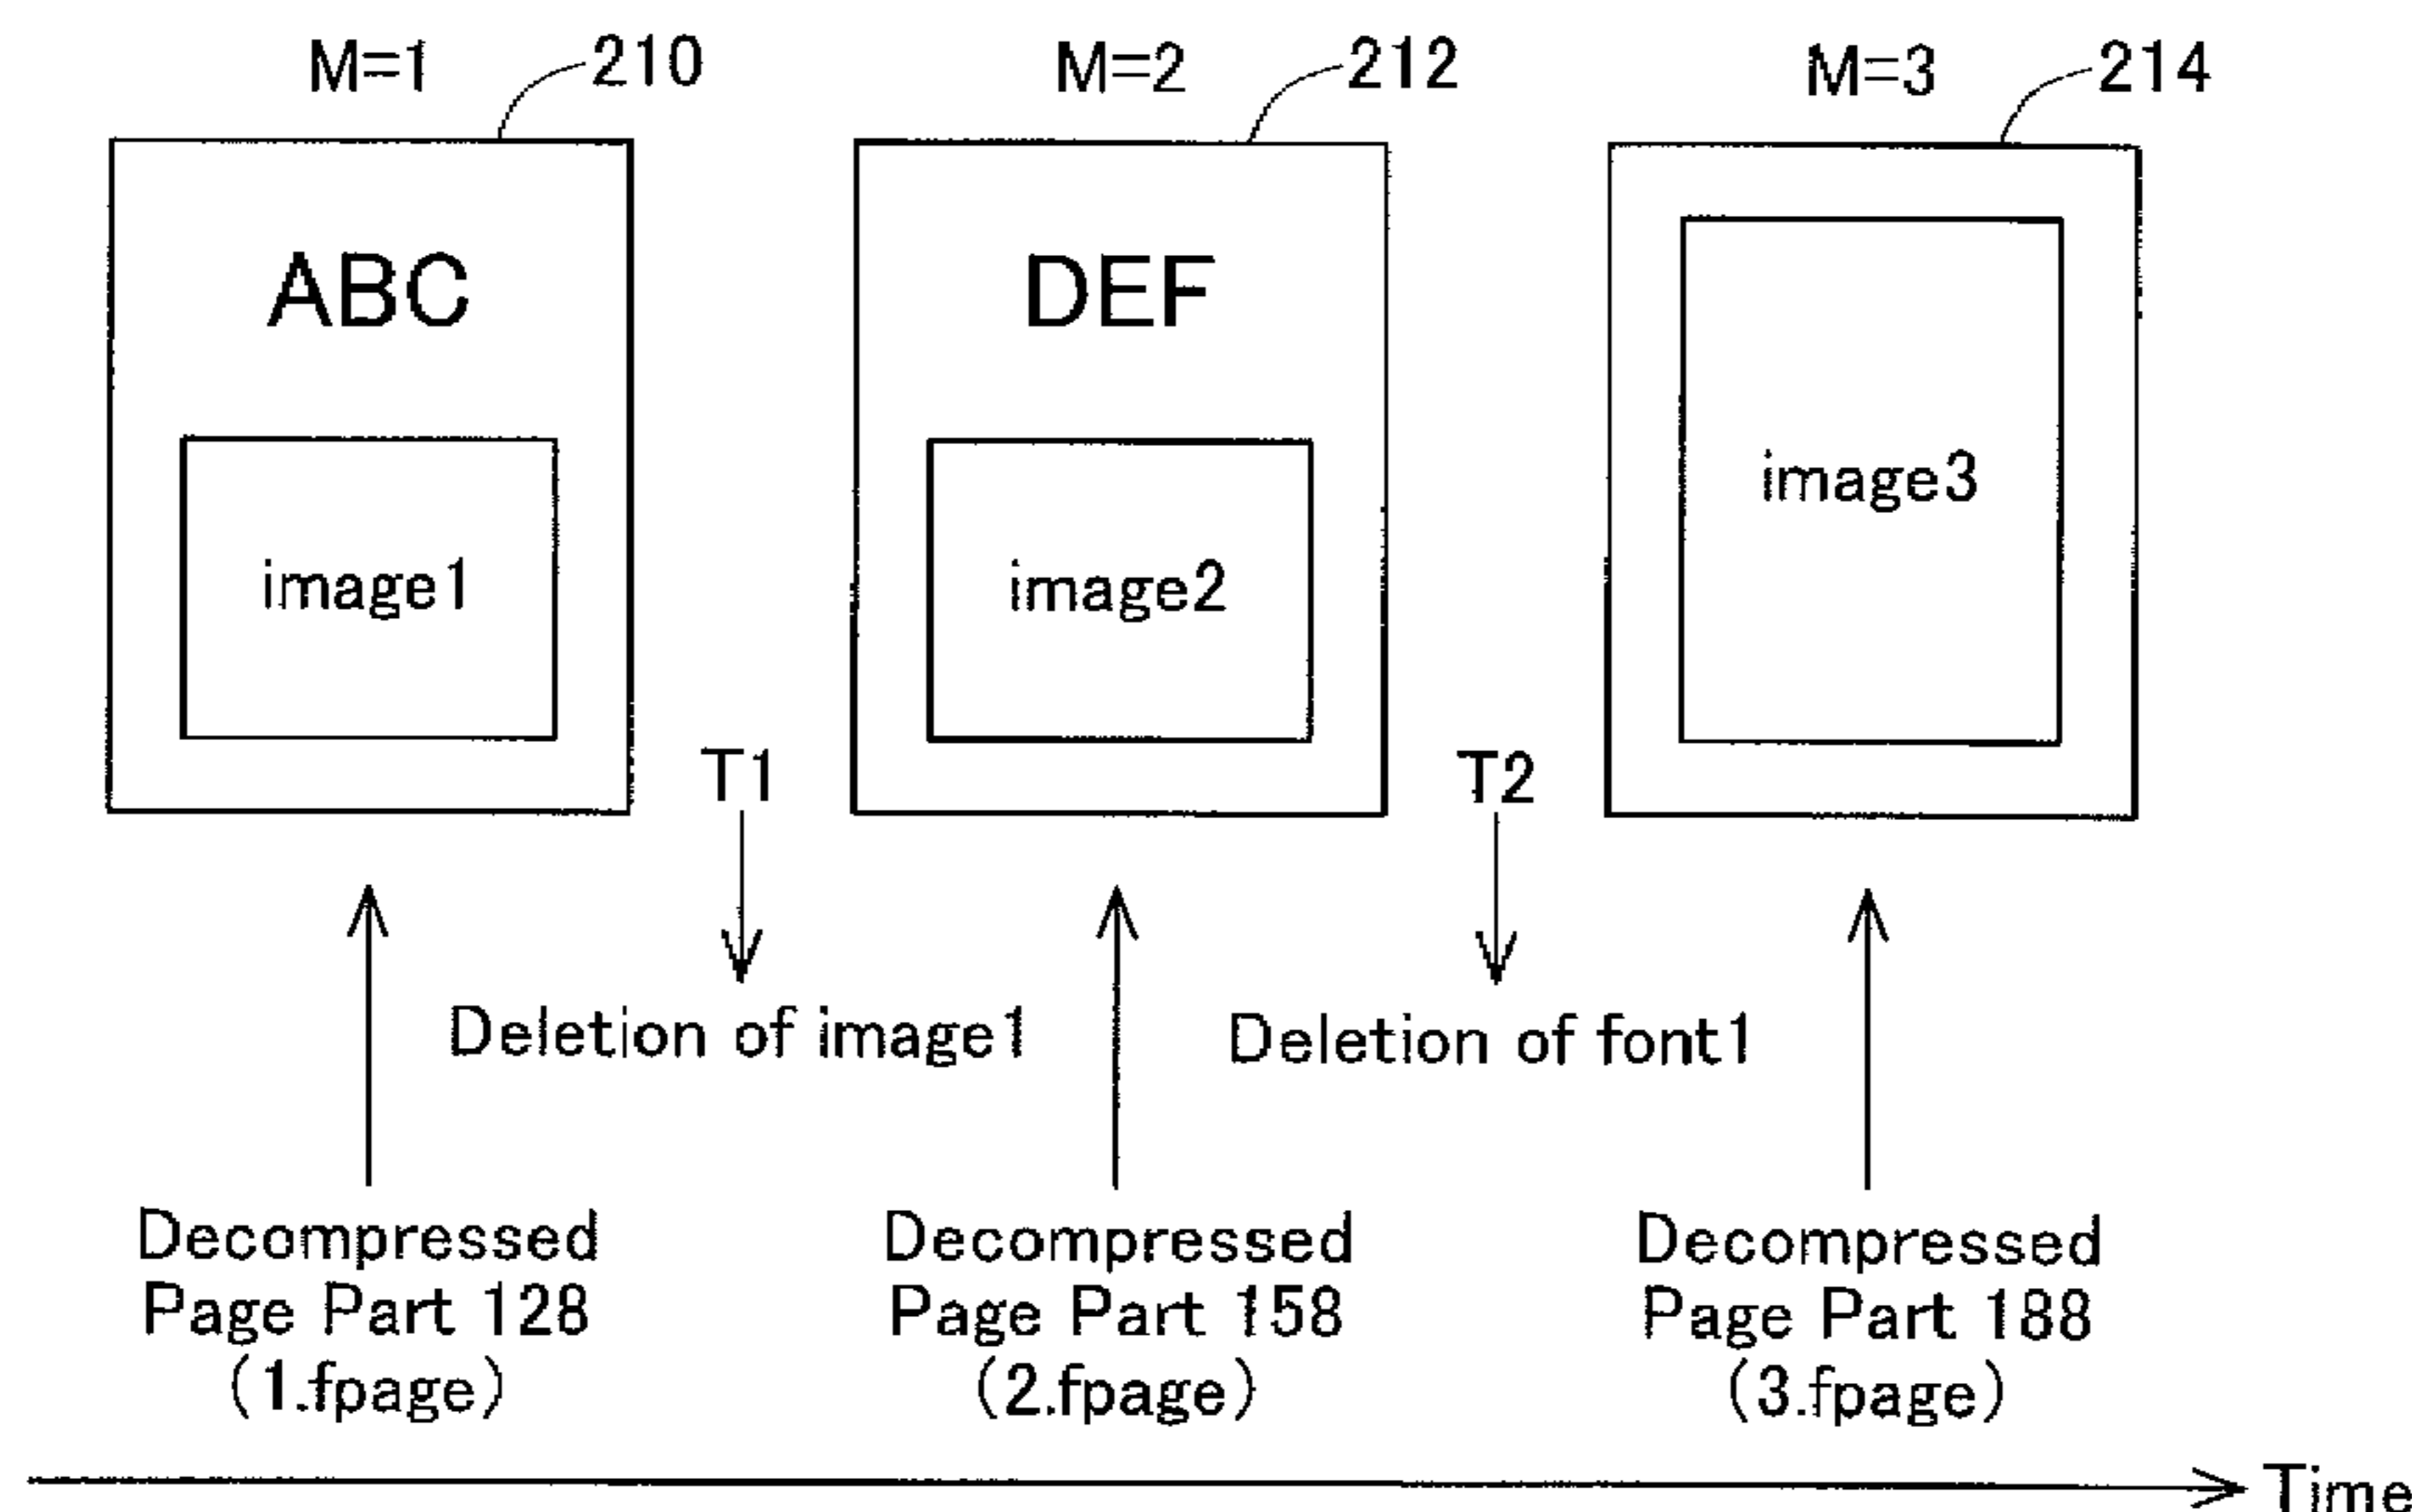 M=1
210
M=2
212
M=3
214
ABC
DEF
image1
image2
image3
T1
T2
Deletion of image1
Deletion of font1
Decompressed
Page Part 128
(1.fpage)
Decompressed
Page Part 158
(2.fpage)
Decompressed
Page Part 188
(3.fpage)
Time